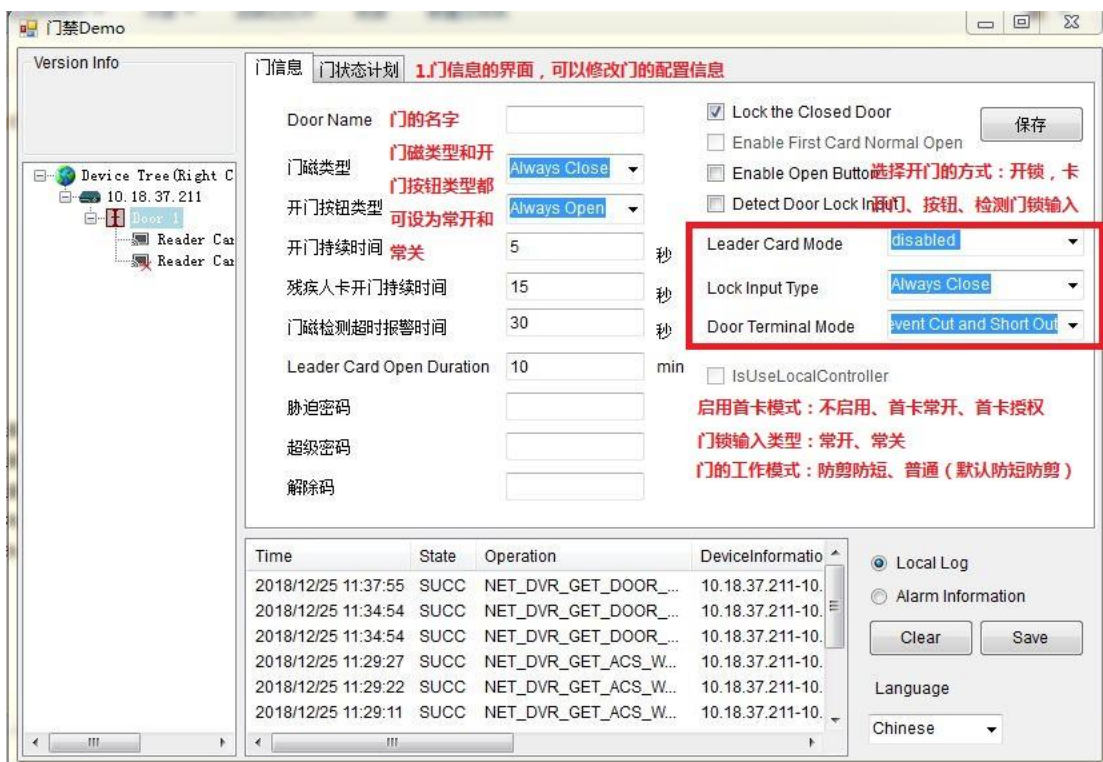 门禁Demo
Version Info
门信息 门状态计划 1.门信息的界面，可以修改门的配置信息
Door Name 门的名字
门磁类型 门磁类型和开 Always Close
开门按钮类型 门按钮类型都 Always Open
可设为常开和
开门持续时间 常关 5 秒
残疾人卡开门持续时间 15 秒
门磁检测超时报警时间 30 秒
Leader Card Open Duration 10 min
胁迫密码
超级密码
解除码
Lock the Closed Door
保存
Enable First Card Normal Open
Enable Open Button 选择开门的方式：开锁，卡
Detect Door Lock Input 开门、按钮、检测门锁输入
Leader Card Mode disabled
Lock Input Type Always Close
Door Terminal Mode event Cut and Short Out
IsUseLocalController
启用首卡模式：不启用、首卡常开、首卡授权
门锁输入类型：常开、常关
门的工作模式：防剪防短、普通（默认防短防剪）
Device Tree(Right C
10.18.37.211
Door 1
Reader Car
Reader Car
Time State Operation DeviceInformatio
2018/12/25 11:37:55 SUCC NET_DVR_GET_DOOR_... 10.18.37.211-10.
2018/12/25 11:34:54 SUCC NET_DVR_GET_DOOR_... 10.18.37.211-10.
2018/12/25 11:34:54 SUCC NET_DVR_GET_DOOR_... 10.18.37.211-10.
2018/12/25 11:29:27 SUCC NET_DVR_GET_ACS_W... 10.18.37.211-10.
2018/12/25 11:29:22 SUCC NET_DVR_GET_ACS_W... 10.18.37.211-10.
2018/12/25 11:29:11 SUCC NET_DVR_GET_ACS_W... 10.18.37.211-10.
Local Log
Alarm Information
Clear Save
Language
Chinese